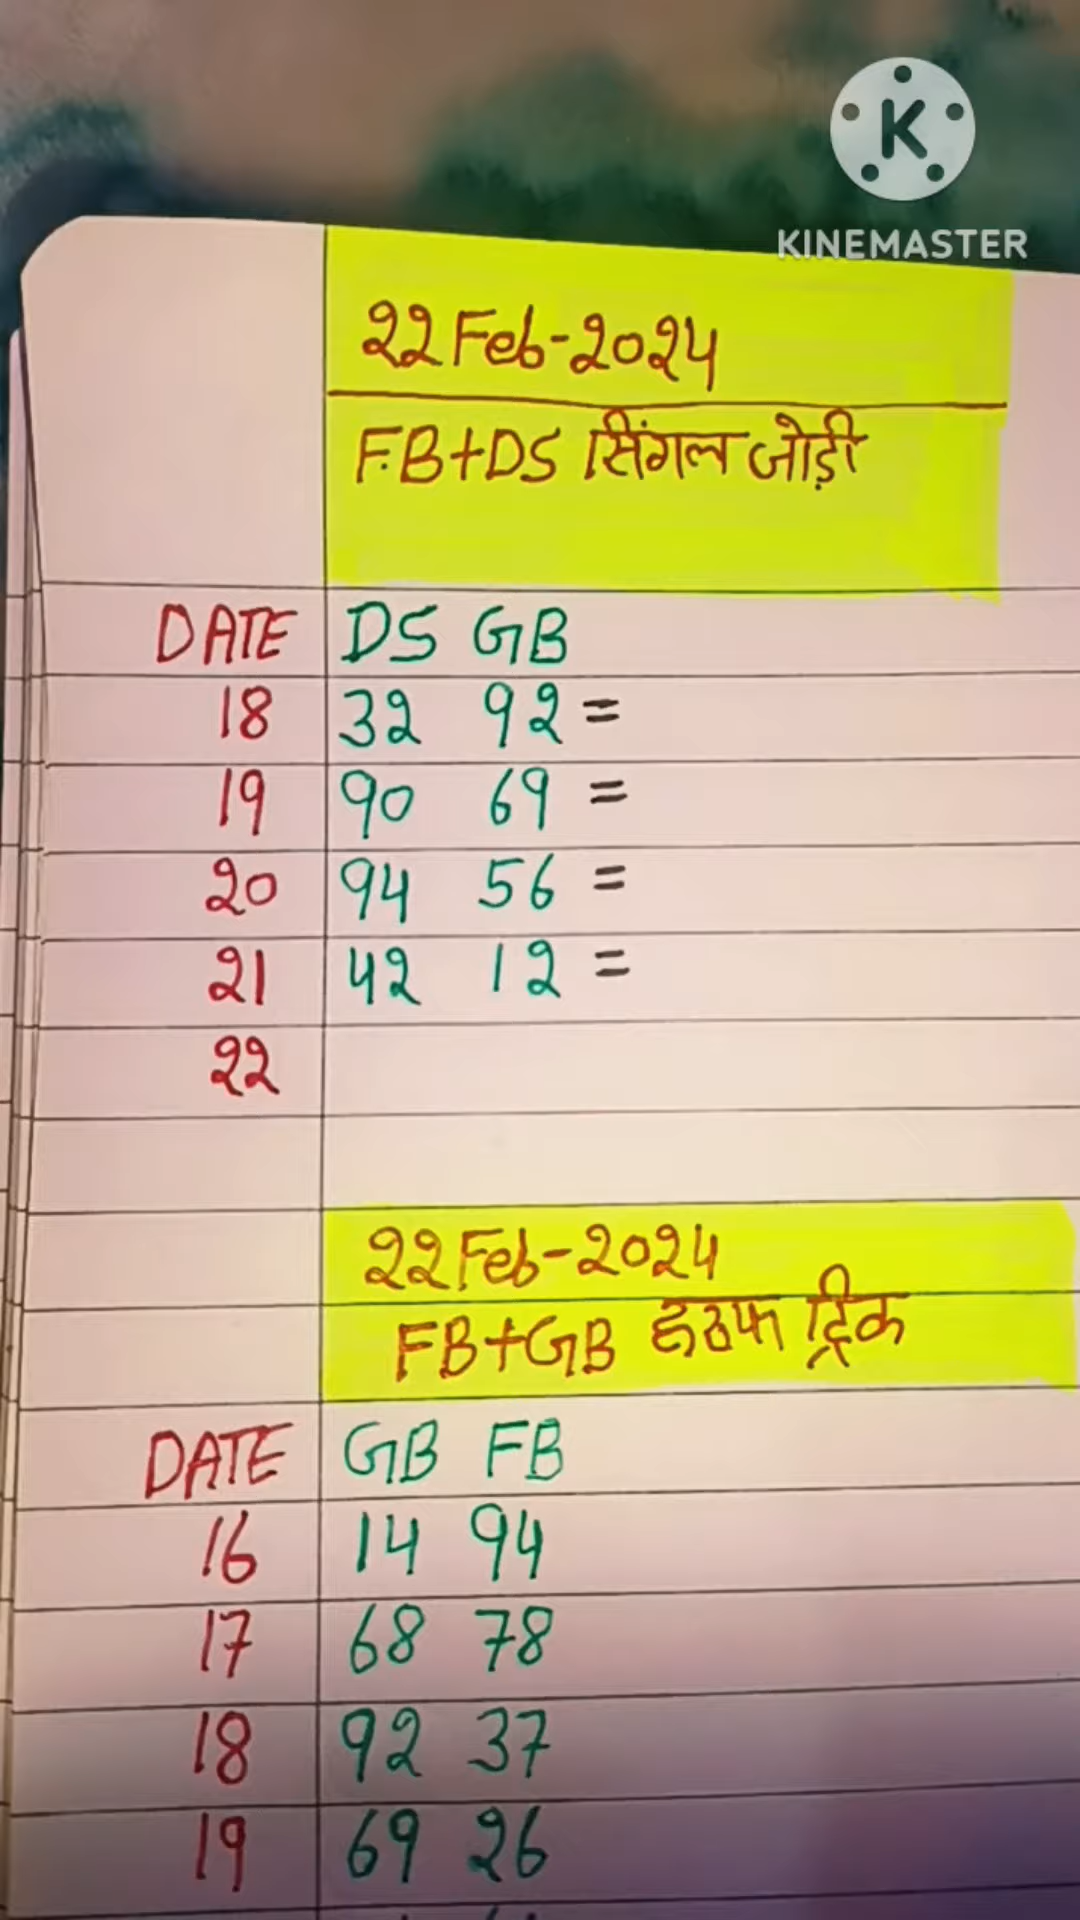 KINEMASTER
22 Feb-2024
F.B+DS सिंगल जोड़ी
DATE DS GB
18 32 92 =
19 90 69 =
20 94 56 =
21 42 12 =
22
22 Feb-2024
FB+GB हरुफ ट्रिक
DATE GB FB
16 14 94
17 68 78
18 92 37
19 69 26